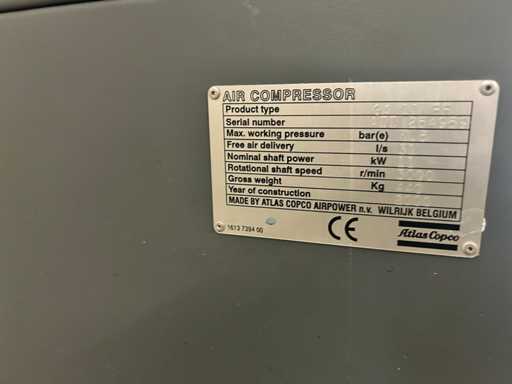 AIR COMPRESSOR
Product type
Serial number
Max. working pressure bar(e)
Free air delivery l/s
Nominal shaft power kW
Rotational shaft speed r/min
Gross weight Kg
Year of construction
MADE BY ATLAS COPCO AIRPOWER n.v. WILRIJK BELGIUM
1613 7394 00 CE Atlas Copco